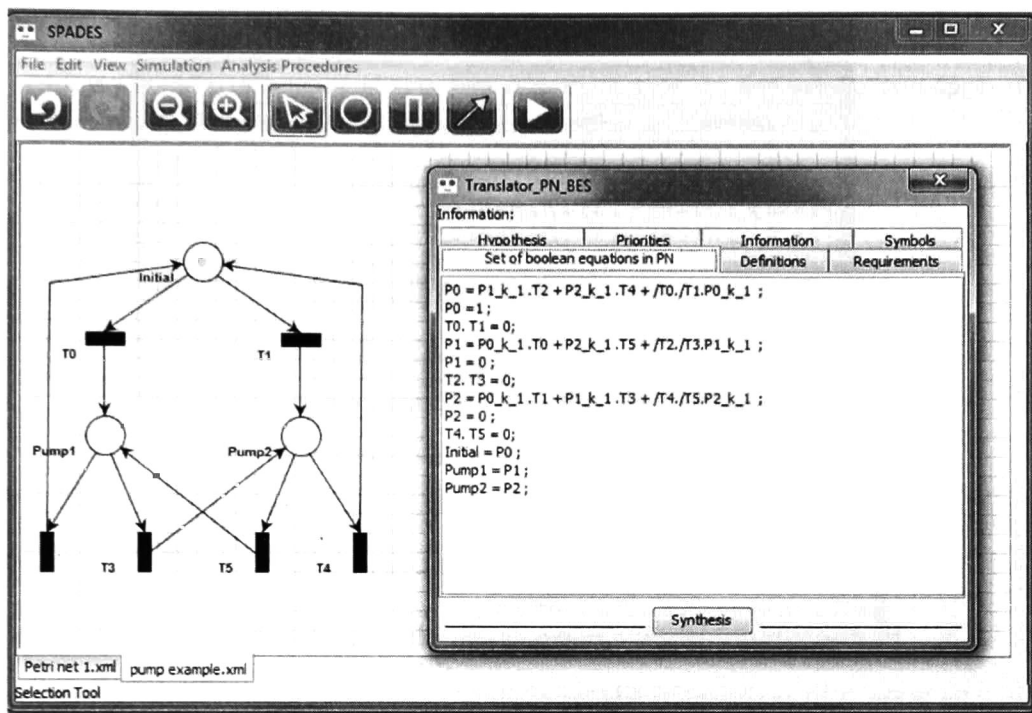 SPADES
File Edit View Simulation Analysis Procedures
Translator_PN_BES
Information:
Hypothesis Priorities Information Symbols
Set of boolean equations in PN Definitions Requirements
P0 = P1_k_1.T2 + P2_k_1.T4 + /T0./T1.P0_k_1 ;
P0 =1 ;
T0. T1 = 0;
P1 = P0_k_1.T0 + P2_k_1.T5 + /T2./T3.P1_k_1 ;
P1 = 0 ;
T2. T3 = 0;
P2 = P0_k_1.T1 + P1_k_1.T3 + /T4./T5.P2_k_1 ;
P2 = 0 ;
T4. T5 = 0;
Initial = P0 ;
Pump1 = P1 ;
Pump2 = P2 ;
Synthesis
Initial
T0 T1
Pump1 Pump2
T3 T5 T4
Petri net 1.xml pump example.xml
Selection Tool